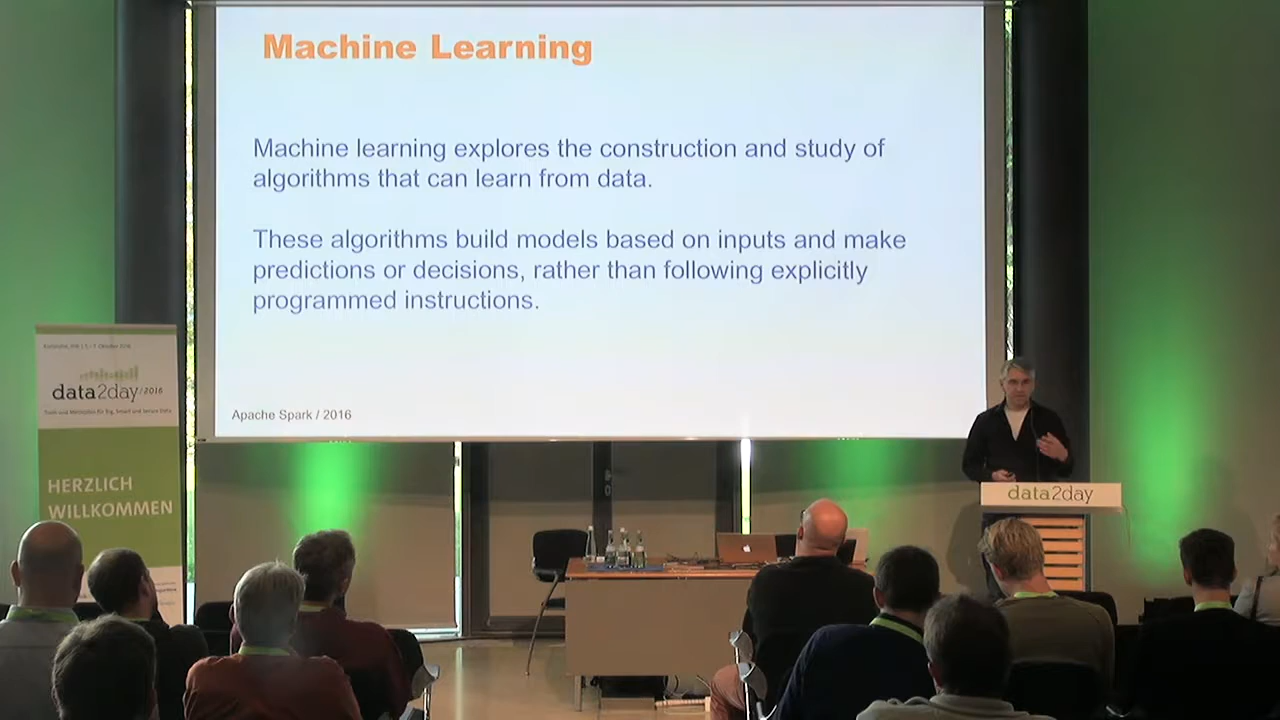 Machine Learning
Machine learning explores the construction and study of
algorithms that can learn from data.
These algorithms build models based on inputs and make
predictions or decisions, rather than following explicitly
programmed instructions.
Apache Spark / 2016
data2day/2016
HERZLICH
WILLKOMMEN
data2day